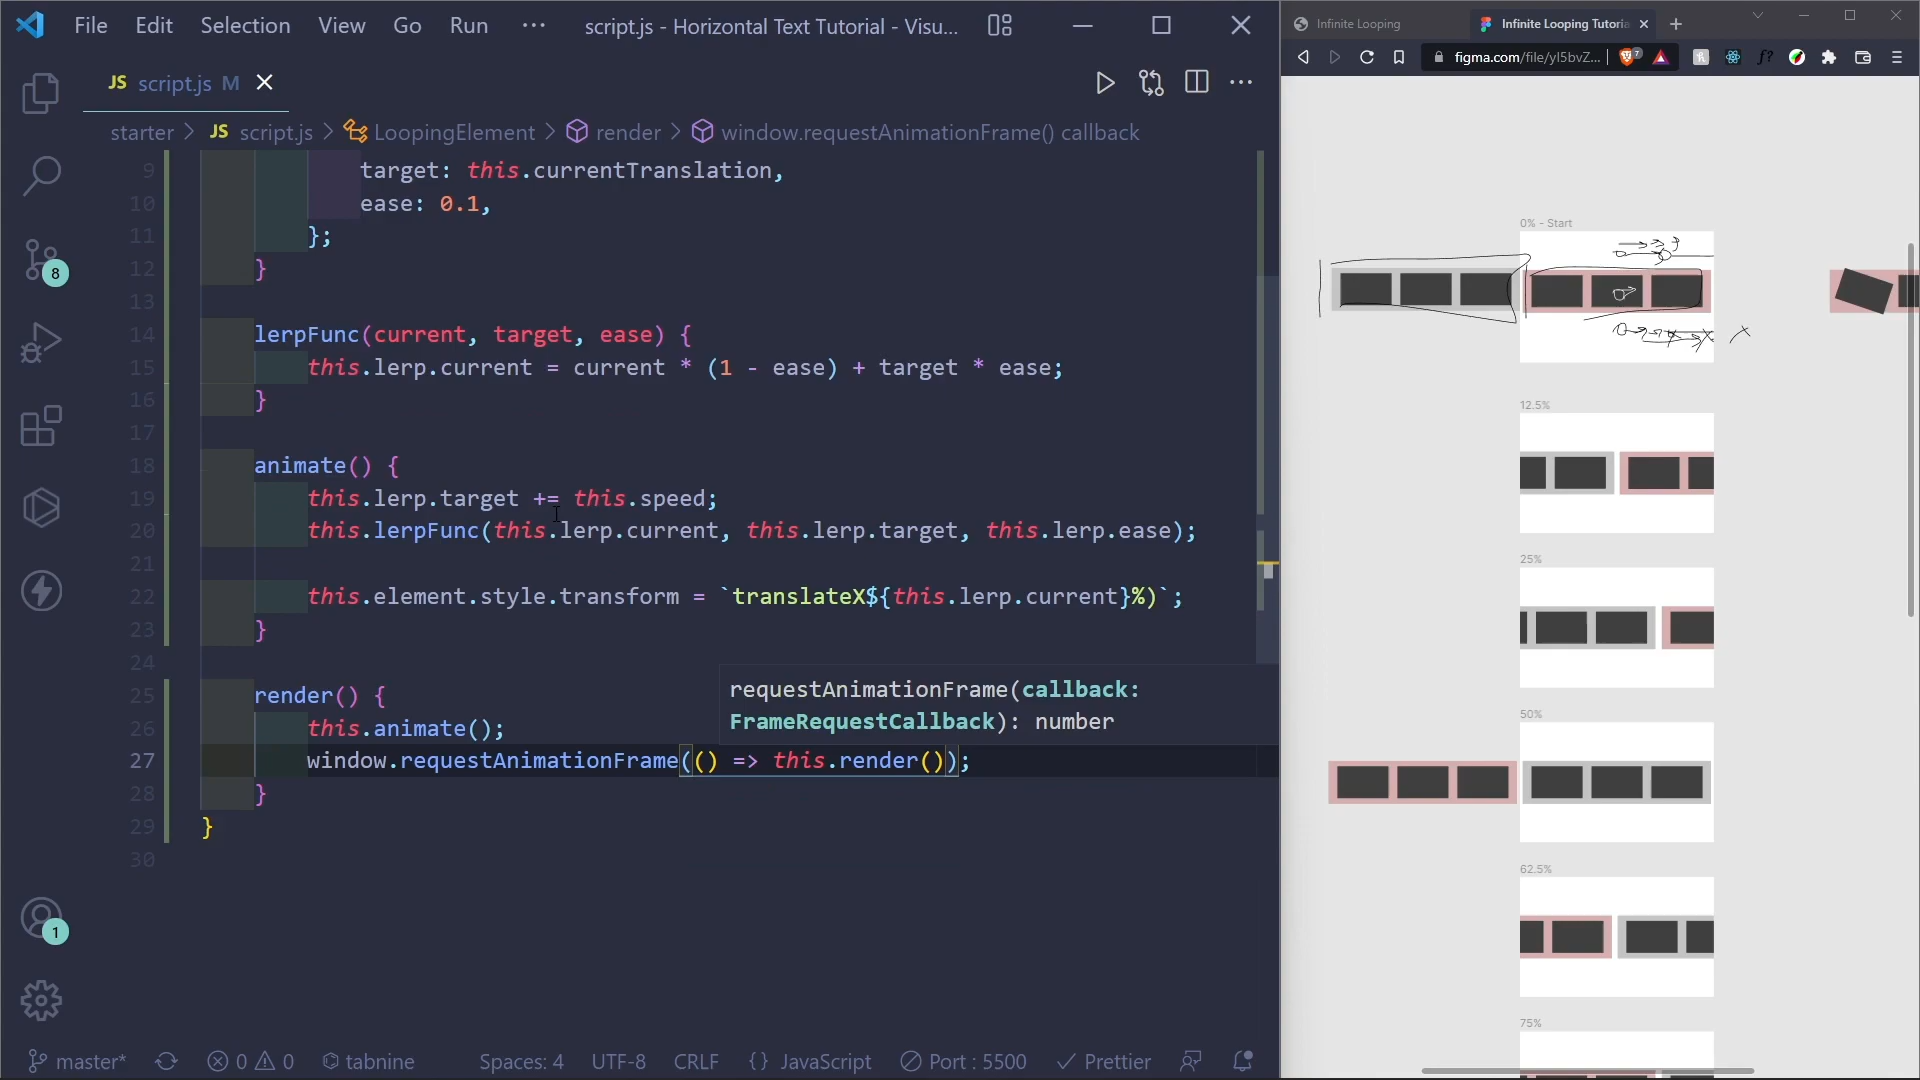 File Edit Selection View Go Run ··· script.js - Horizontal Text Tutorial - Visu...
JS script.js M
starter > JS script.js > LoopingElement > render > window.requestAnimationFrame() callback
9 target: this.currentTranslation,
10 ease: 0.1,
11 };
12 }
13
14 lerpFunc(current, target, ease) {
15 this.lerp.current = current * (1 - ease) + target * ease;
16 }
17
18 animate() {
19 this.lerp.target += this.speed;
20 this.lerpFunc(this.lerp.current, this.lerp.target, this.lerp.ease);
21
22 this.element.style.transform = `translateX${this.lerp.current}%)`;
23 }
24
25 render() {
26 this.animate();
27 window.requestAnimationFrame(() => this.render());
28 }
29 }
30
requestAnimationFrame(callback:
FrameRequestCallback): number
8
1
master* 0 0 tabnine Spaces: 4 UTF-8 CRLF {} JavaScript Port : 5500 Prettier
Infinite Looping Infinite Looping Tutoria
figma.com/file/yl5bvZ... 7 f?
0% - Start
12.5%
25%
50%
62.5%
75%